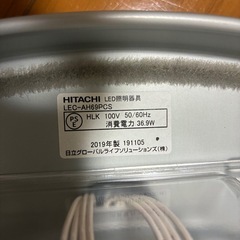 HITACHI LED照明器具
LEC-AH69PCS
PS
E
HLK 100V 50/60Hz
消費電力 36.9W
2019年製 191105
日立グローバルライフソリューションズ(株)